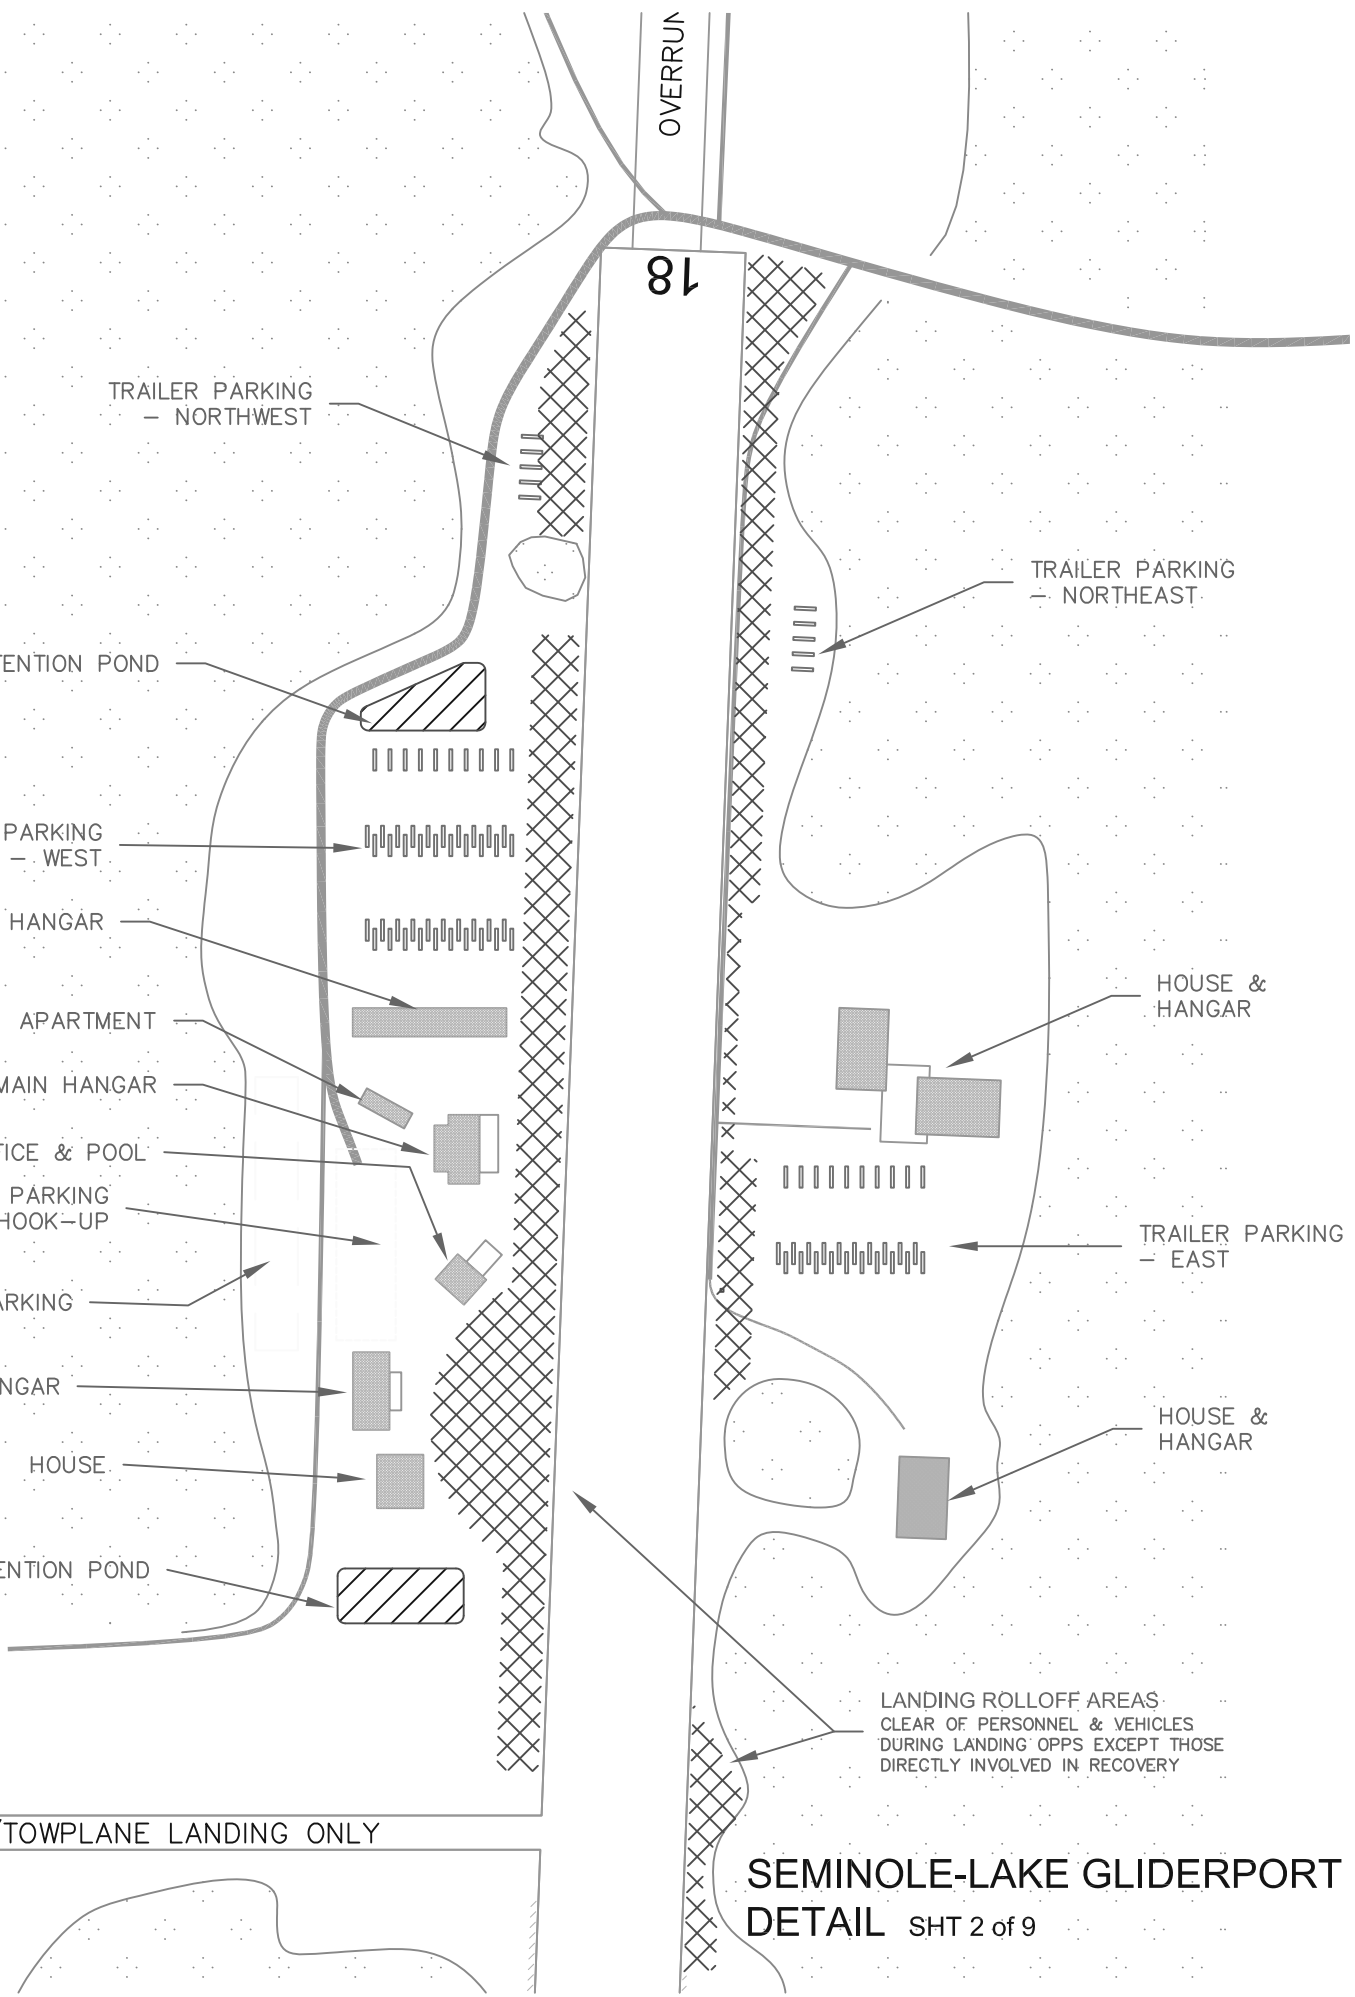 OVERRUN
18
TRAILER PARKING
– NORTHWEST
TRAILER PARKING
– NORTHEAST
TENTION POND
PARKING
– WEST
HANGAR
HOUSE &
HANGAR
APARTMENT
MAIN HANGAR
FICE & POOL
PARKING
HOOK–UP
TRAILER PARKING
– EAST
ARKING
NGAR
HOUSE &
HANGAR
HOUSE
ENTION POND
LANDING ROLLOFF AREAS
CLEAR OF PERSONNEL & VEHICLES
DURING LANDING OPPS EXCEPT THOSE
DIRECTLY INVOLVED IN RECOVERY
/TOWPLANE LANDING ONLY
SEMINOLE-LAKE GLIDERPORT
DETAIL SHT 2 of 9